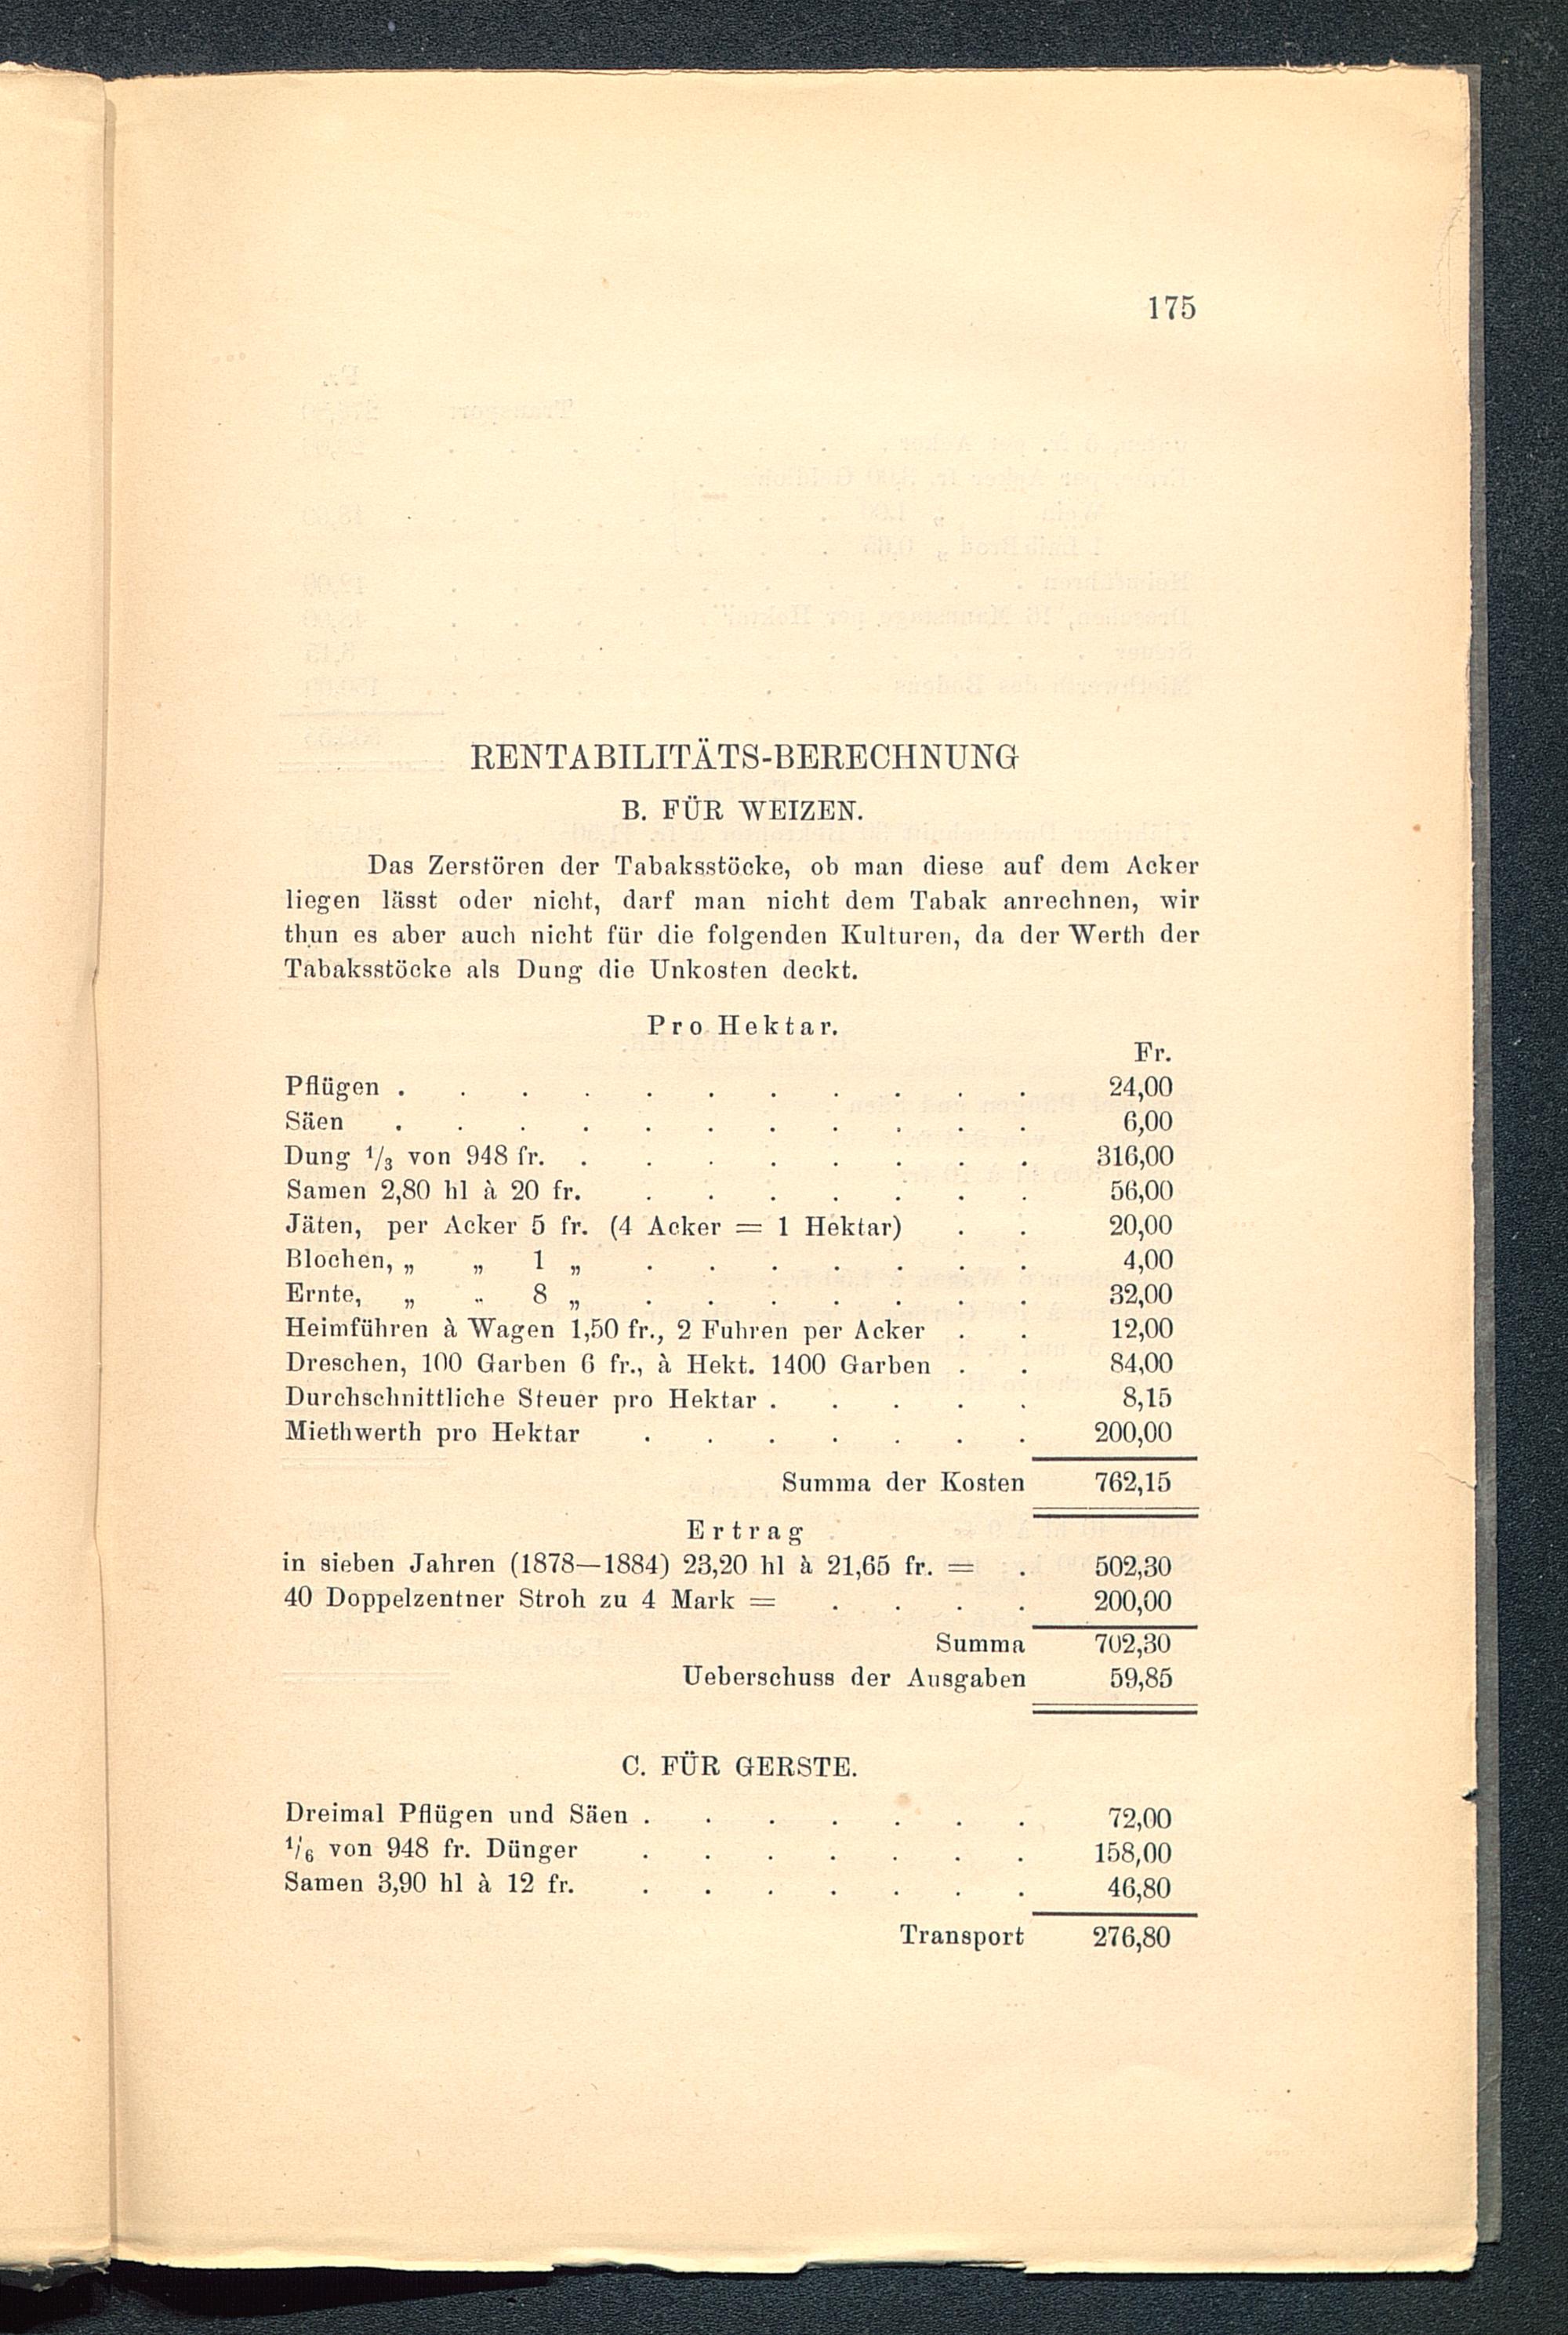 175
RENTABILITÄTS-BERECHNUNG
B. FÜR WEIZEN.
Das Zerstören der Tabaksstöcke, ob man diese auf dem Acker
liegen lässt oder nicht, darf man nicht dem Tabak anrechnen, wir
thun es aber auch nicht für die folgenden Kulturen, da der Werth der
Tabaksstöcke als Dung die Unkosten deckt.
Pro Hektar.
Fr.
Pflügen . . . . . . . . . . . 24,00
Säen . . . . . . . . . . . 6,00
Dung 1/3 von 948 fr. . . . . . . . . 316,00
Samen 2,80 hl à 20 fr. . . . . . . . 56,00
Jäten, per Acker 5 fr. (4 Acker = 1 Hektar) . . 20,00
Blochen, „ „ 1 „ . . . . . . . 4,00
Ernte, „ „ 8 „ . . . . . . . 32,00
Heimführen à Wagen 1,50 fr., 2 Fuhren per Acker . . 12,00
Dreschen, 100 Garben 6 fr., à Hekt. 1400 Garben . . 84,00
Durchschnittliche Steuer pro Hektar . . . . . 8,15
Miethwerth pro Hektar . . . . . . . 200,00
Summa der Kosten 762,15
Ertrag
in sieben Jahren (1878—1884) 23,20 hl à 21,65 fr. = . 502,30
40 Doppelzentner Stroh zu 4 Mark = . . . . 200,00
Summa 702,30
Ueberschuss der Ausgaben 59,85
C. FÜR GERSTE.
Dreimal Pflügen und Säen . . . . . . . 72,00
1/6 von 948 fr. Dünger . . . . . . . 158,00
Samen 3,90 hl à 12 fr. . . . . . . . 46,80
Transport 276,80